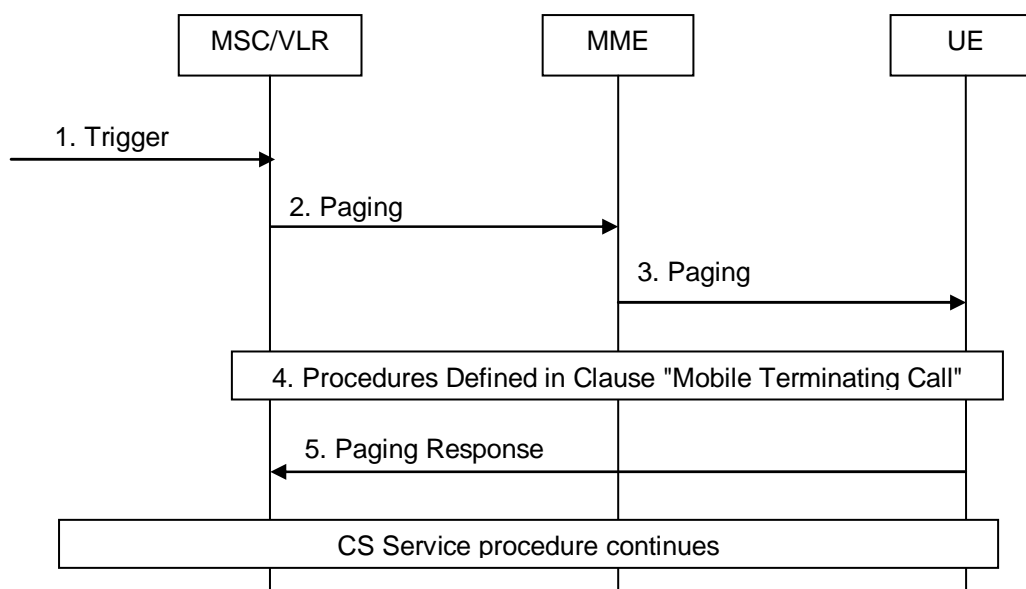 MSC/VLR
MME
UE
1. Trigger
2. Paging
3. Paging
4. Procedures Defined in Clause "Mobile Terminating Call"
5. Paging Response
CS Service procedure continues